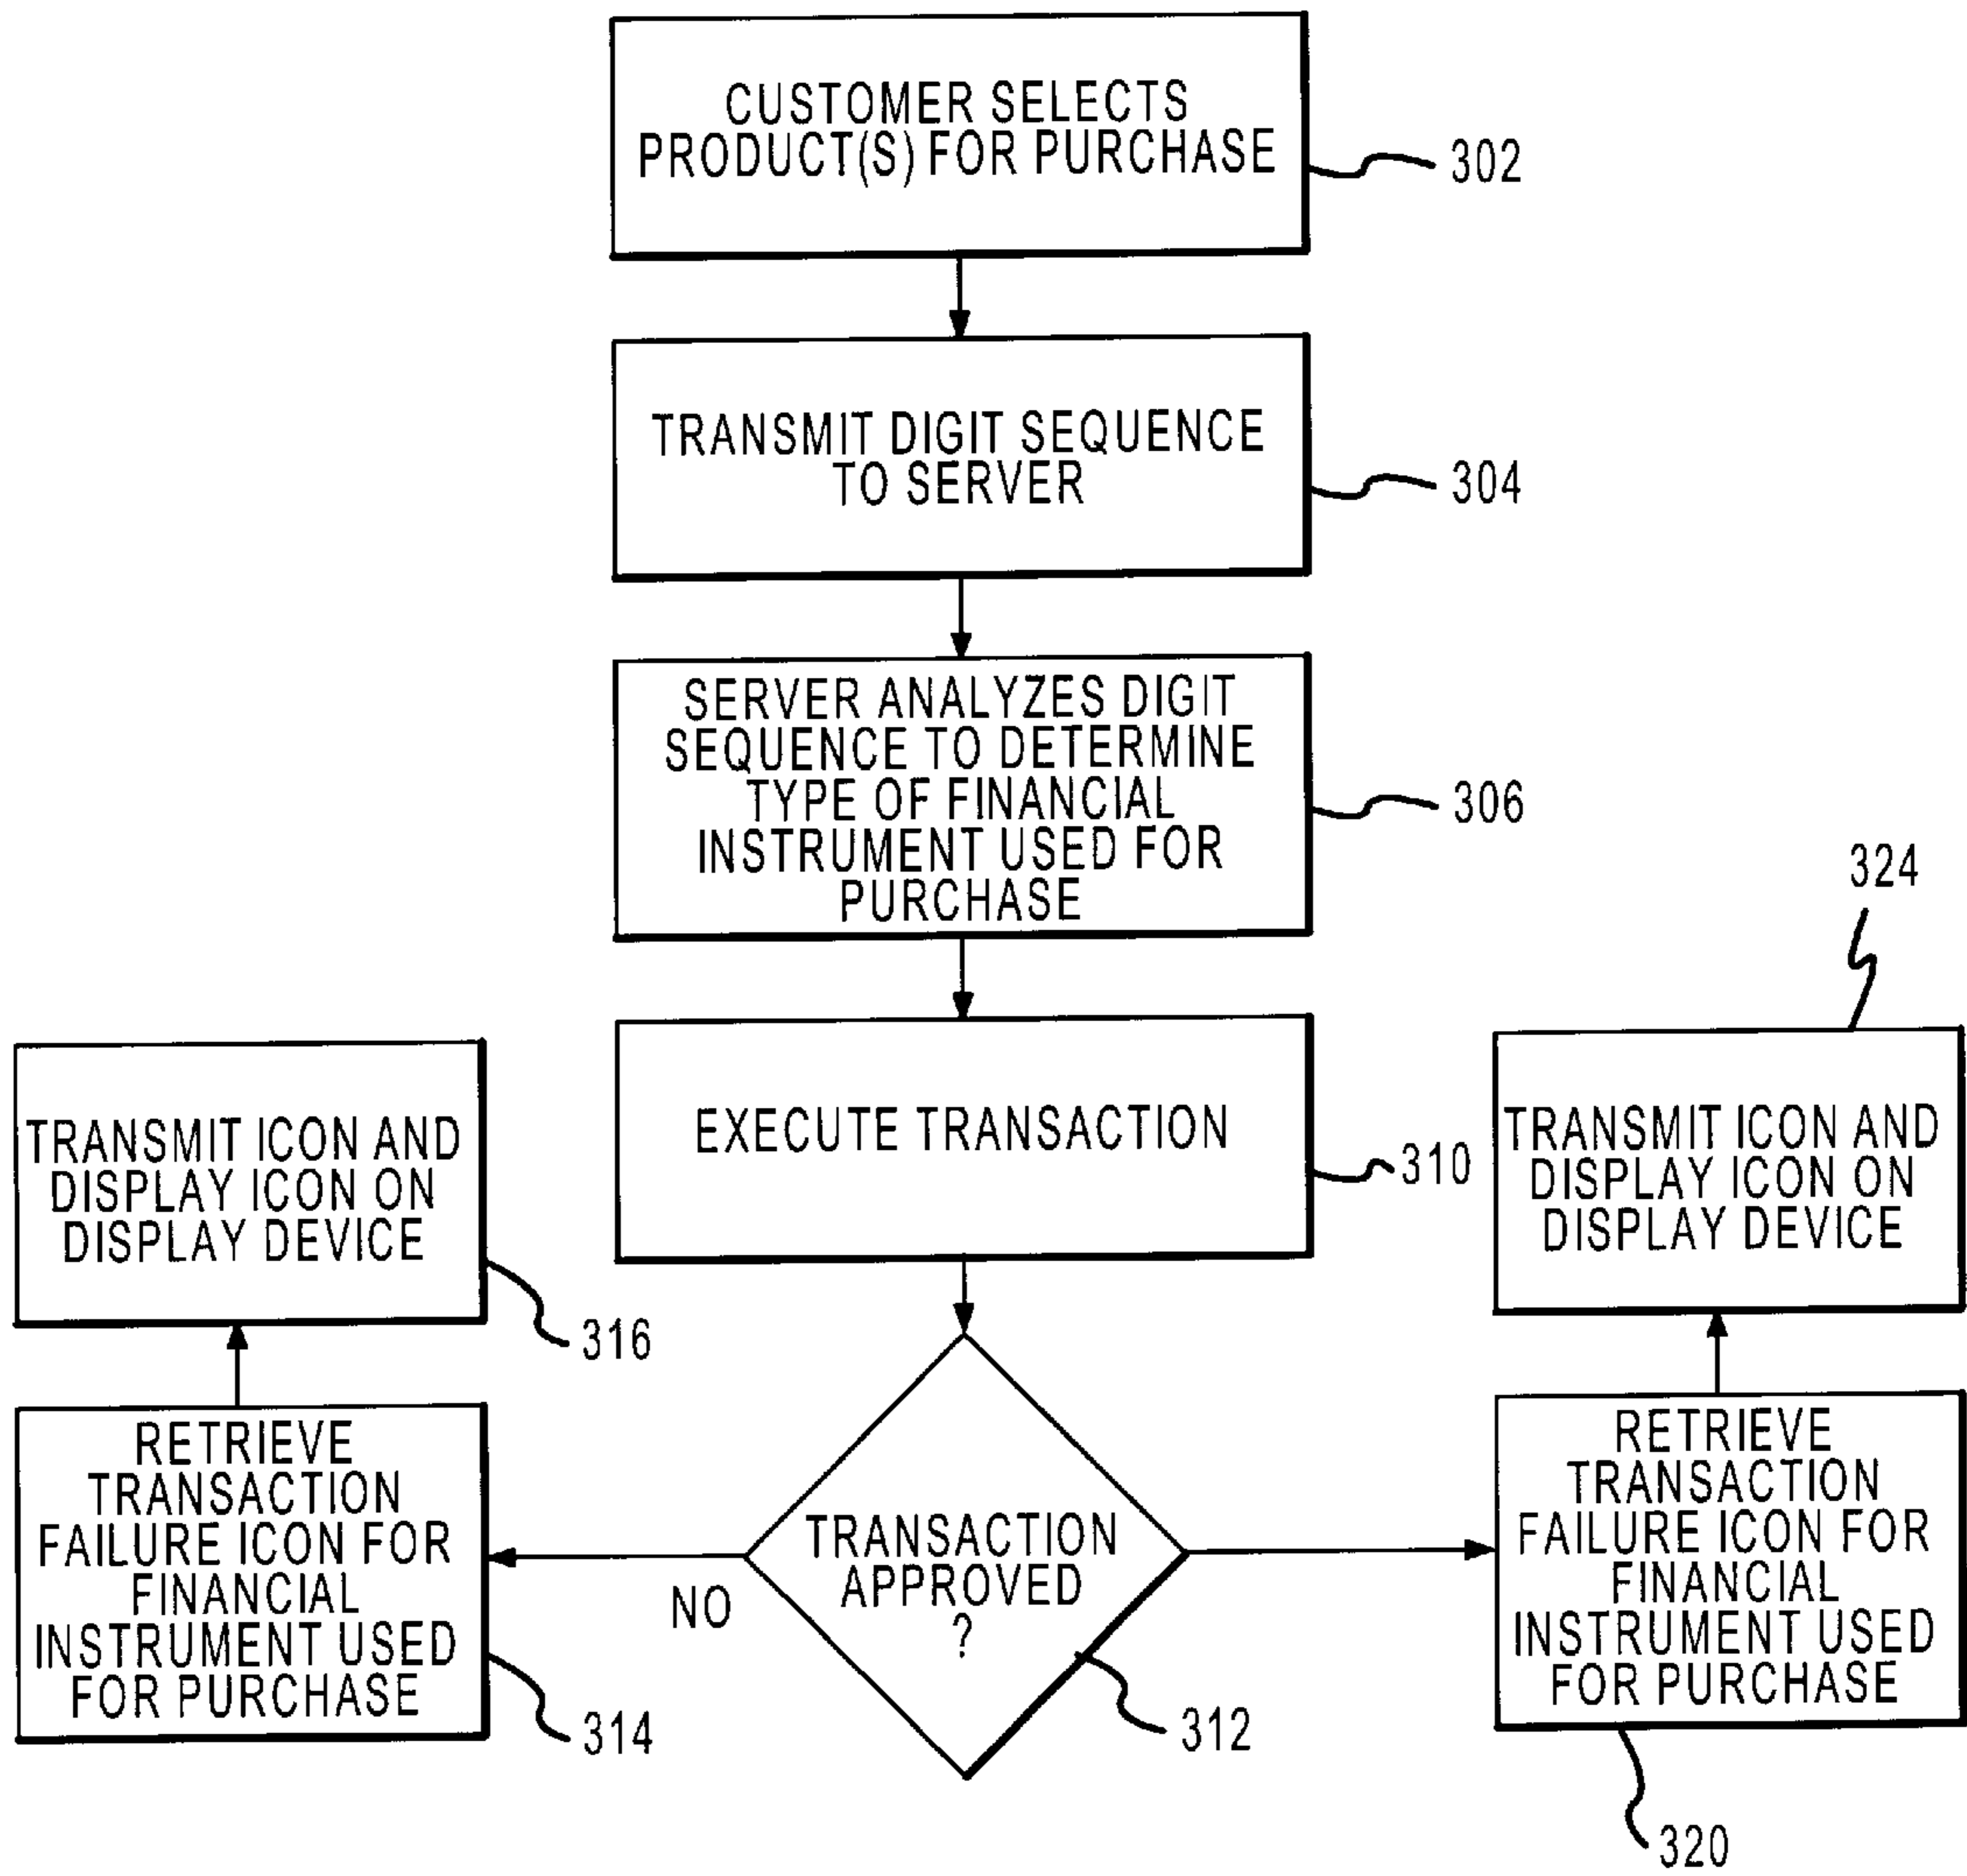 CUSTOMER SELECTS
PRODUCT(S) FOR PURCHASE
302
TRANSMIT DIGIT SEQUENCE
TO SERVER
304
SERVER ANALYZES DIGIT
SEQUENCE TO DETERMINE
TYPE OF FINANCIAL
INSTRUMENT USED FOR
PURCHASE
306
EXECUTE TRANSACTION
310
TRANSACTION
APPROVED
?
312
NO
RETRIEVE
TRANSACTION
FAILURE ICON FOR
FINANCIAL
INSTRUMENT USED
FOR PURCHASE
314
TRANSMIT ICON AND
DISPLAY ICON ON
DISPLAY DEVICE
316
RETRIEVE
TRANSACTION
FAILURE ICON FOR
FINANCIAL
INSTRUMENT USED
FOR PURCHASE
320
TRANSMIT ICON AND
DISPLAY ICON ON
DISPLAY DEVICE
324